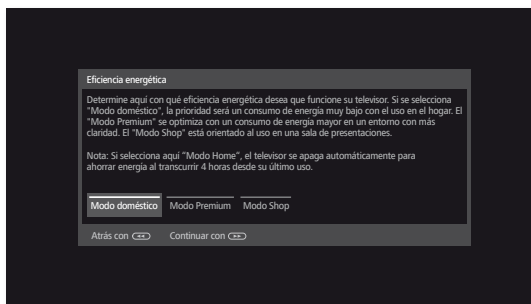 Eficiencia energética
Determine aquí con qué eficiencia energética desea que funcione su televisor. Si se selecciona
"Modo doméstico", la prioridad será un consumo de energía muy bajo con el uso en el hogar. El
"Modo Premium" se optimiza con un consumo de energía mayor en un entorno con más
claridad. El "Modo Shop" está orientado al uso en una sala de presentaciones.
Nota: Si selecciona aquí "Modo Home", el televisor se apaga automáticamente para
ahorrar energía al transcurrir 4 horas desde su último uso.
Modo doméstico Modo Premium Modo Shop
Atrás con Continuar con